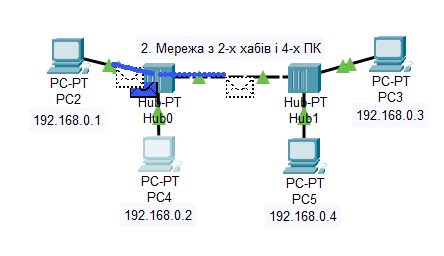 2. Мережа з 2-х хабів і 4-х ПК
PC-PT
PC2
192.168.0.1
Hub-PT
Hub0
Hub-PT
Hub1
PC-PT
PC3
192.168.0.3
PC-PT
PC4
192.168.0.2
PC-PT
PC5
192.168.0.4